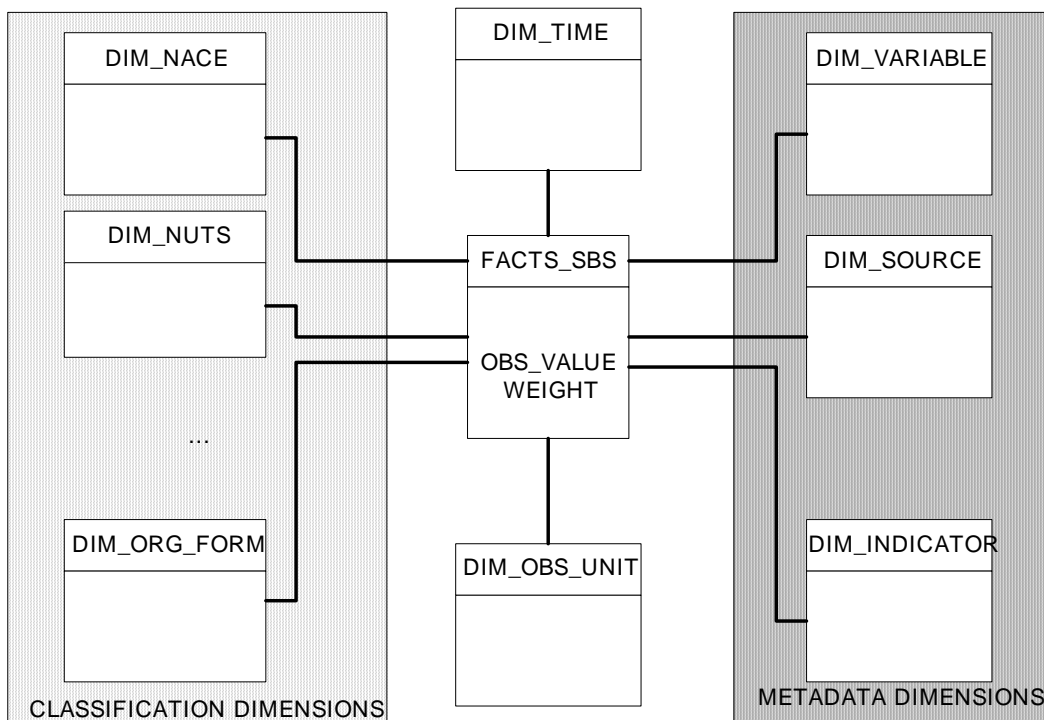 DIM_NACE
DIM_NUTS
...
DIM_ORG_FORM
CLASSIFICATION DIMENSIONS
DIM_TIME
FACTS_SBS
OBS_VALUE
WEIGHT
DIM_OBS_UNIT
DIM_VARIABLE
DIM_SOURCE
DIM_INDICATOR
METADATA DIMENSIONS